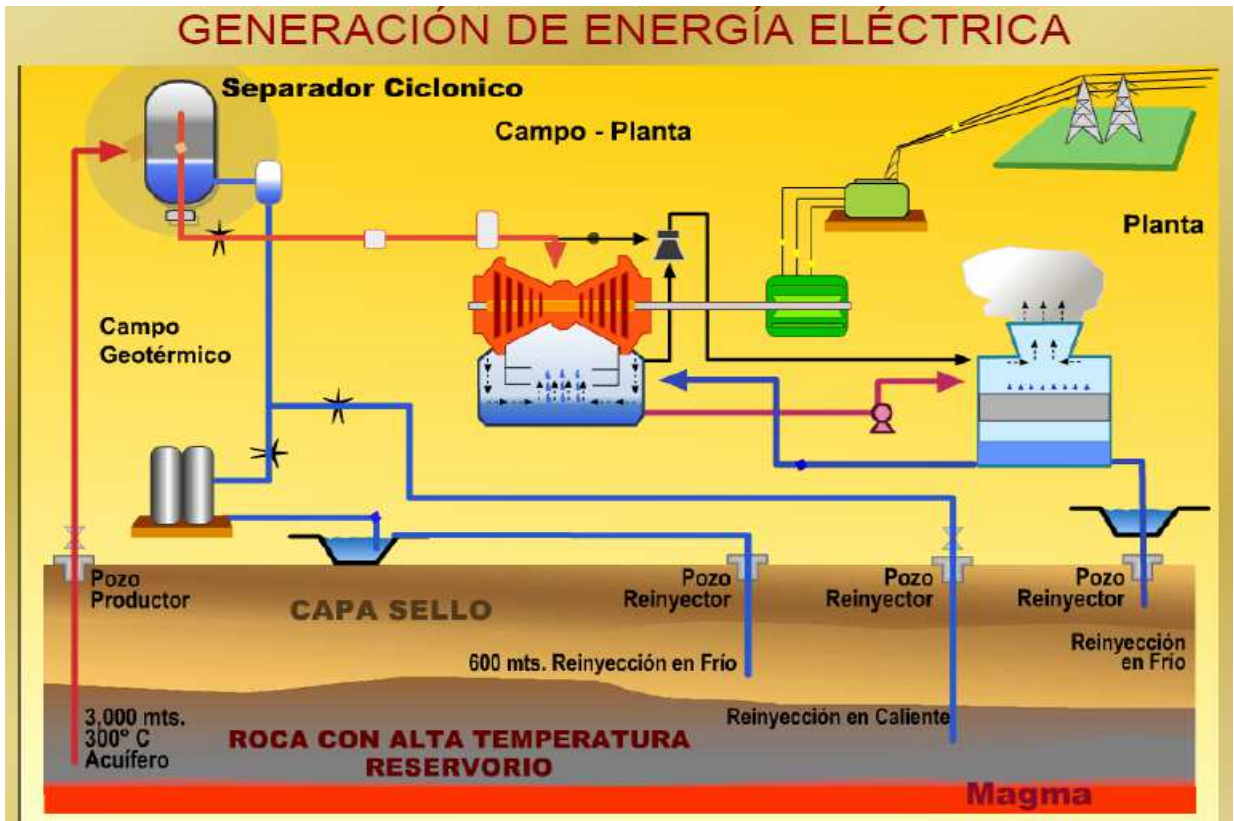 GENERACIÓN DE ENERGÍA ELÉCTRICA
Separador Ciclonico
Campo - Planta
Planta
Campo
Geotérmico
Pozo
Productor
CAPA SELLO
Pozo
Reinyector
Pozo
Reinyector
Pozo
Reinyector
600 mts. Reinyección en Frío
Reinyección
en Frío
3,000 mts.
300° C
Acuífero
Reinyección en Caliente
ROCA CON ALTA TEMPERATURA
RESERVORIO
Magma